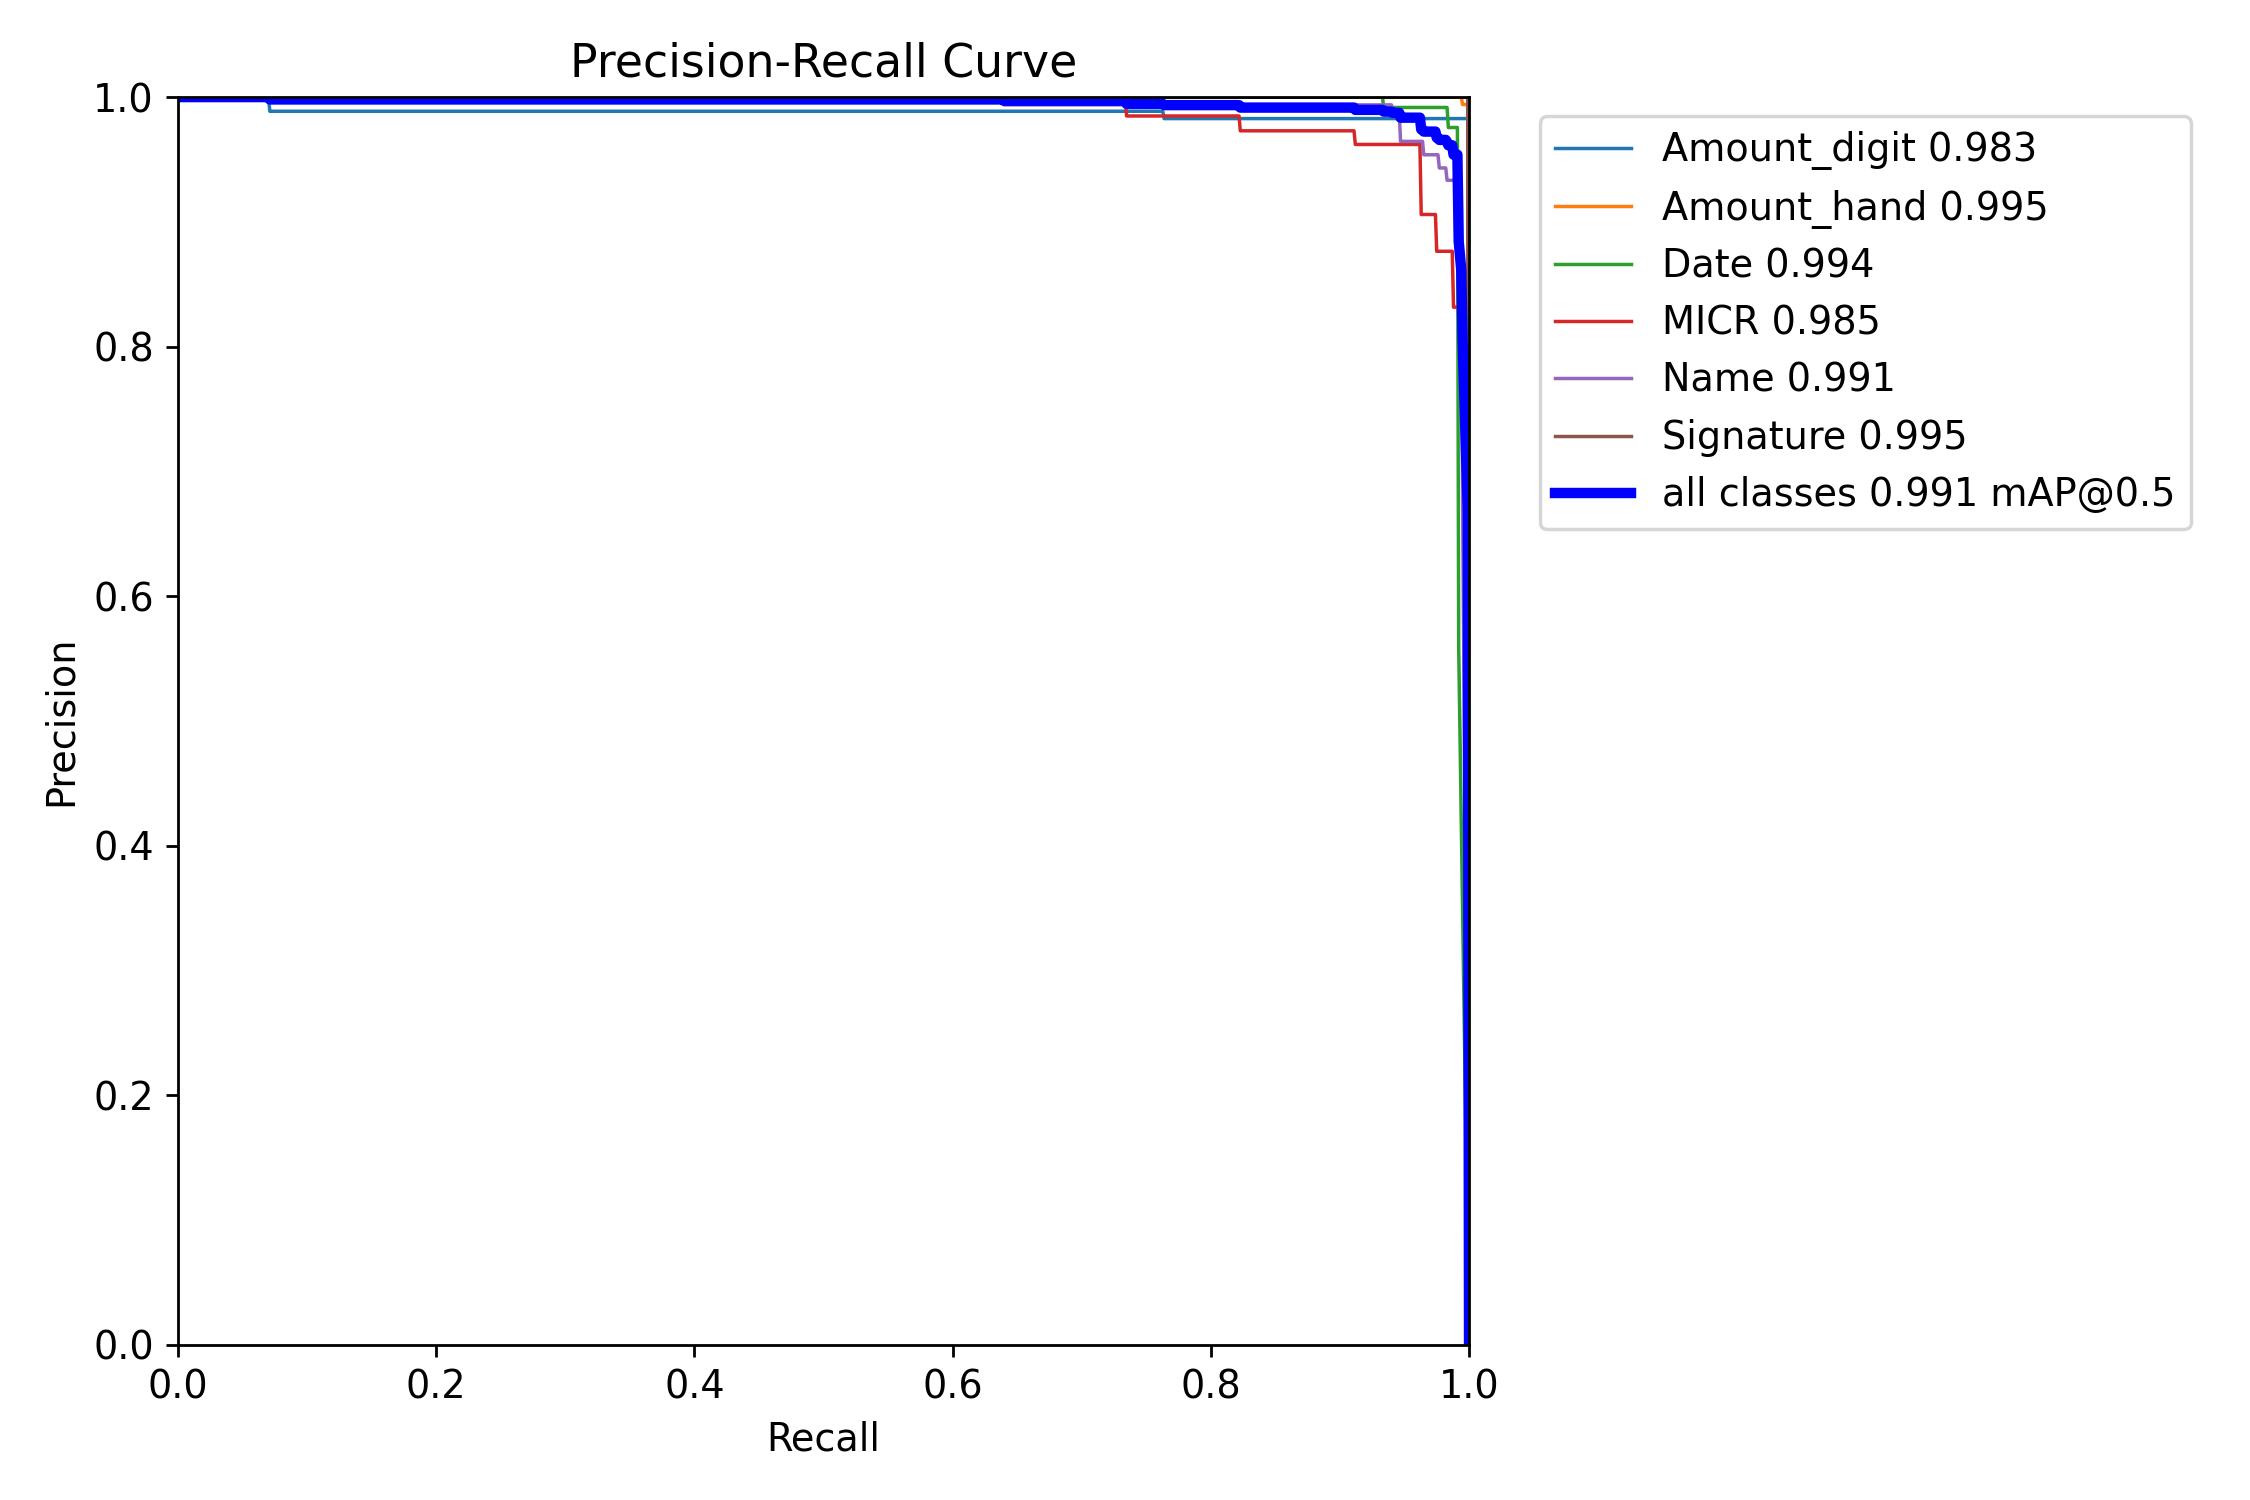 Precision-Recall Curve
1.0
0.8
0.6
0.4
0.2
0.0
Precision
0.0 0.2 0.4 0.6 0.8 1.0
Recall
Amount_digit 0.983
Amount_hand 0.995
Date 0.994
MICR 0.985
Name 0.991
Signature 0.995
all classes 0.991 mAP@0.5